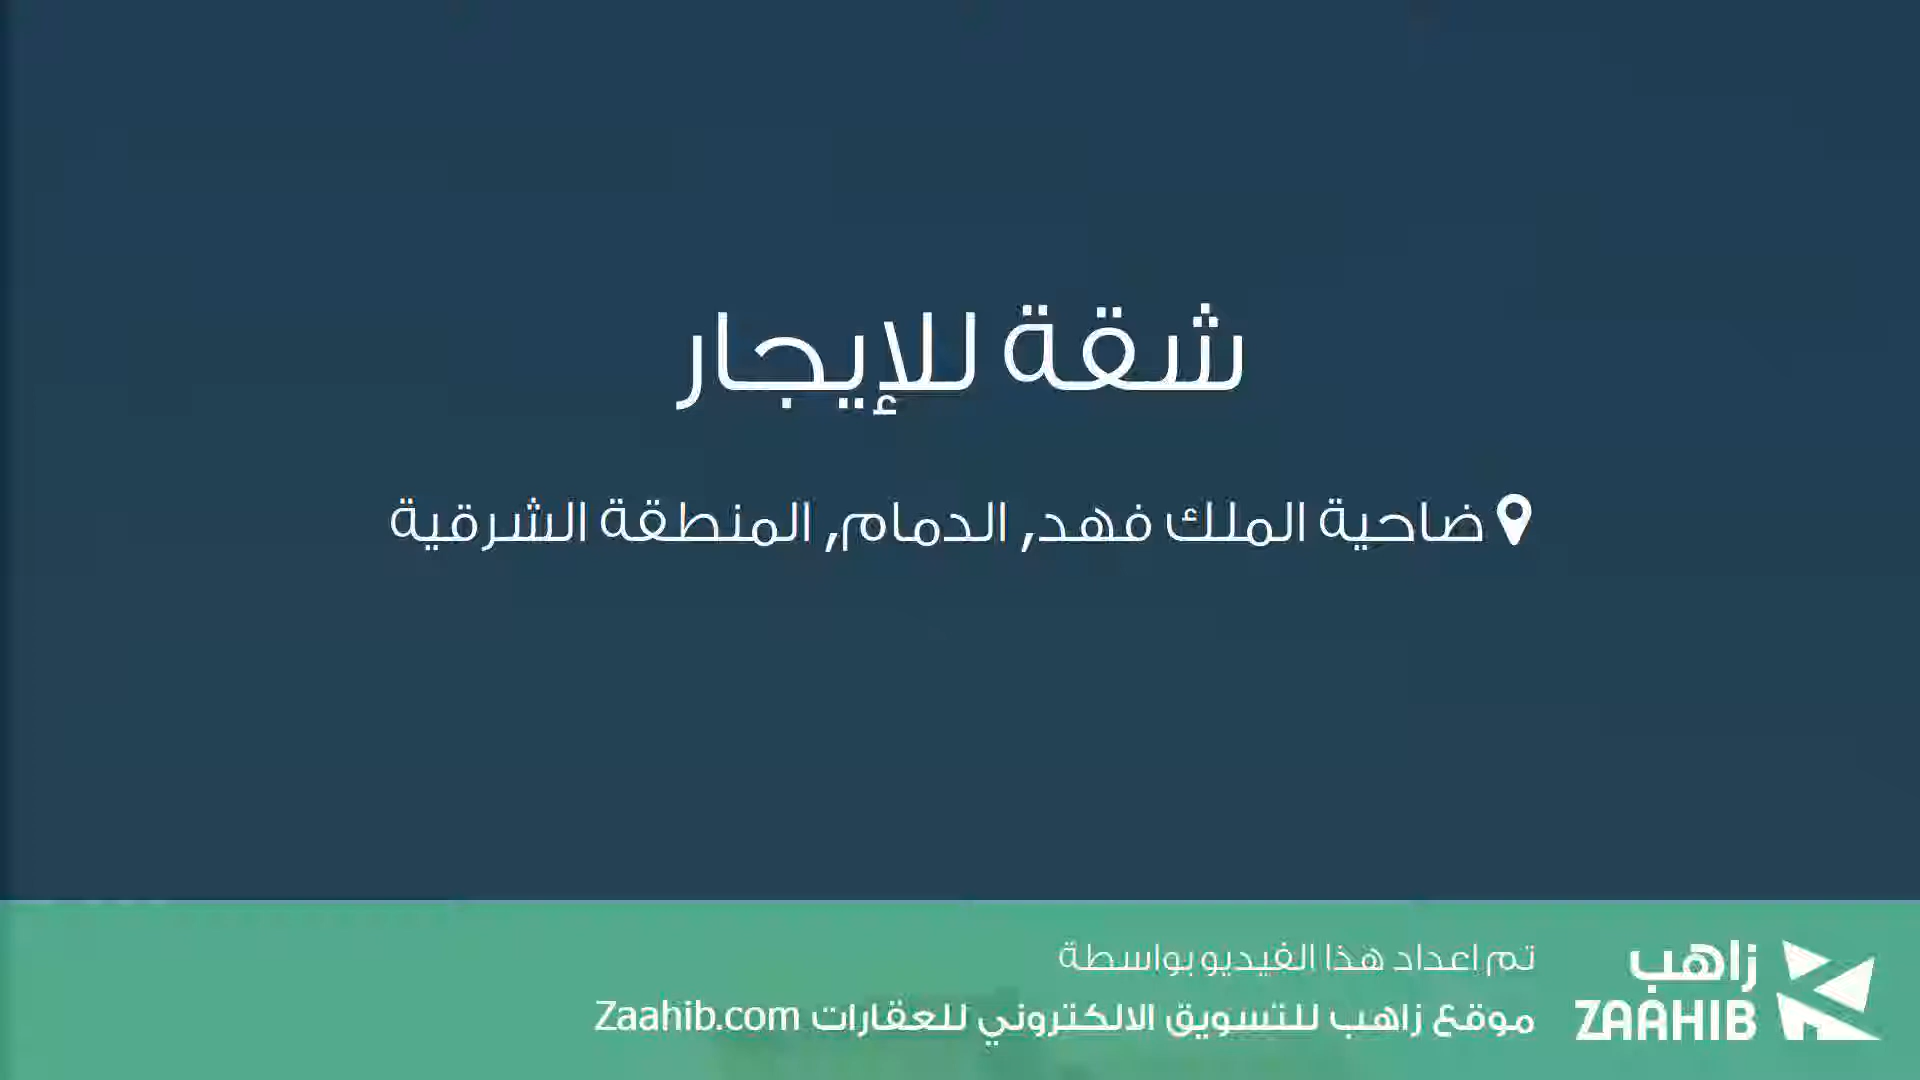 شقة للإيجار
ضاحية الملك فهد, الدمام, المنطقة الشرقية
تم اعداد هذا الفيديو بواسطة
موقع زاهب للتسويق الالكتروني للعقارات Zaahib.com
زاهب
ZAAHIB